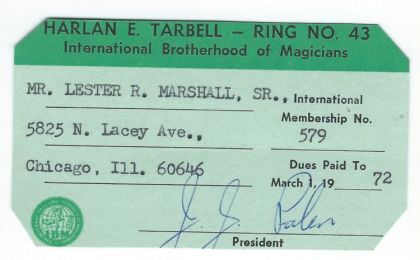 HARLAN E. TARBELL — RING NO. 43
International Brotherhood of Magicians
MR. LESTER R. MARSHALL, SR., International
5825 N. Lacey Ave., Membership No.
579
Chicago, Ill. 60646 Dues Paid To
March 1, 19 72
J. J.
President